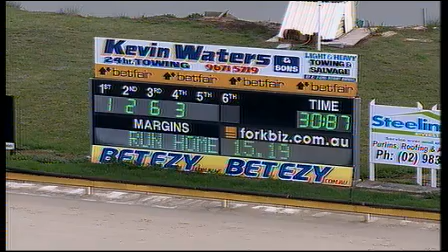 Kevin Waters & SONS
24hr. TOWING 9671 5719
LIGHT & HEAVY
TOWING &
SALVAGE
betfair betfair betfair betfair
1ST 2ND 3RD 4TH 5TH 6TH TIME
1 2 6 3 30:87
MARGINS forkbiz.com.au
RUN HOME 15.19
BETEZY BETEZY .COM.AU
Steelin
Purlins, Roofing &
Ph: (02) 983